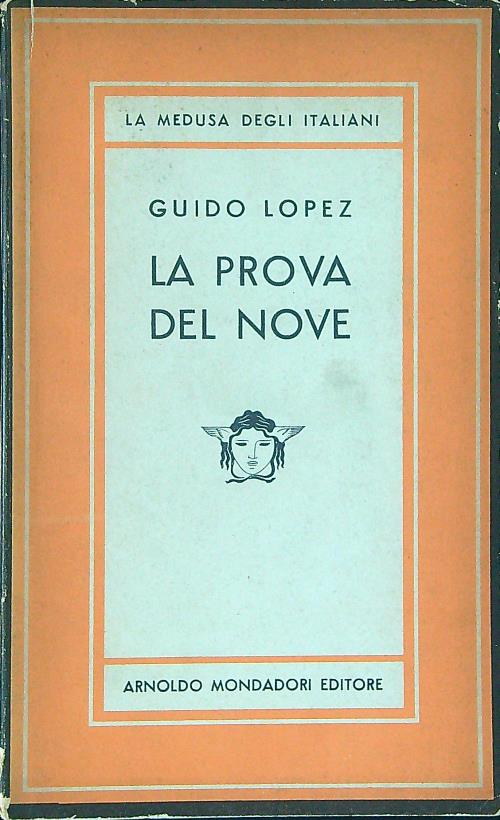 LA MEDUSA DEGLI ITALIANI
GUIDO LOPEZ
LA PROVA
DEL NOVE
ARNOLDO MONDADORI EDITORE